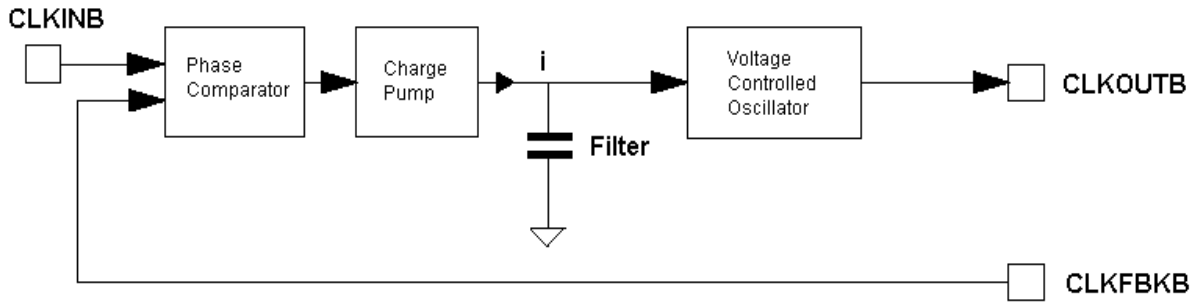 CLKINB
Phase
Comparator
Charge
Pump
i
Voltage
Controlled
Oscillator
CLKOUTB
Filter
CLKFBKB